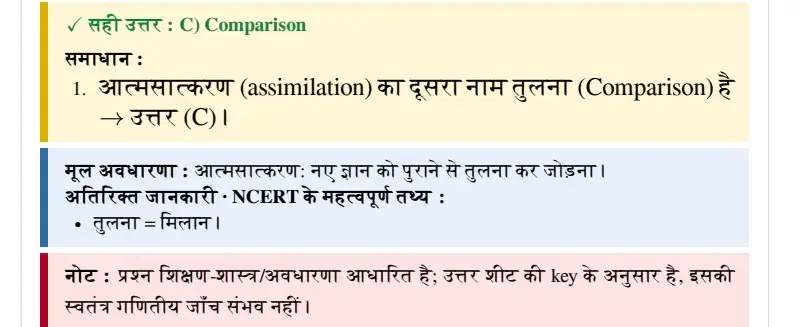 ✓ सही उत्तर : C) Comparison
समाधान :
1. आत्मसात्करण (assimilation) का दूसरा नाम तुलना (Comparison) है
→ उत्तर (C)।
मूल अवधारणा : आत्मसात्करण: नए ज्ञान को पुराने से तुलना कर जोड़ना।
अतिरिक्त जानकारी · NCERT के महत्वपूर्ण तथ्य :
• तुलना = मिलान।
नोट : प्रश्न शिक्षण-शास्त्र/अवधारणा आधारित है; उत्तर शीट की key के अनुसार है, इसकी
स्वतंत्र गणितीय जाँच संभव नहीं।